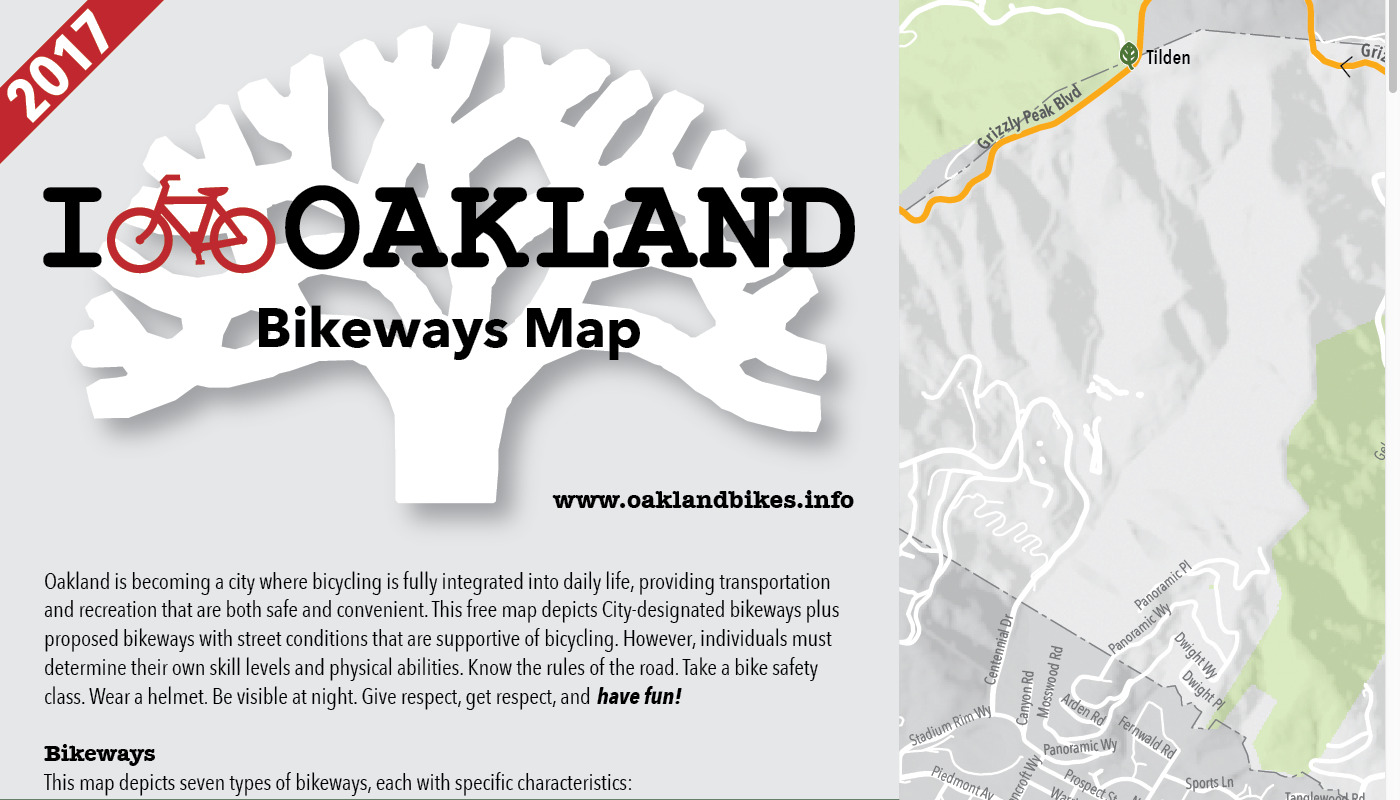 2017
I OAKLAND
Bikeways Map
www.oaklandbikes.info
Oakland is becoming a city where bicycling is fully integrated into daily life, providing transportation
and recreation that are both safe and convenient. This free map depicts City-designated bikeways plus
proposed bikeways with street conditions that are supportive of bicycling. However, individuals must
determine their own skill levels and physical abilities. Know the rules of the road. Take a bike safety
class. Wear a helmet. Be visible at night. Give respect, get respect, and have fun!
Bikeways
This map depicts seven types of bikeways, each with specific characteristics:
Tilden
Grizzly Peak Blvd
Panoramic Pl
Panoramic Wy
Dwight Wy
Dwight Pl
Centennial Dr
Canyon Rd
Mosswood Rd
Arden Rd
Fernwald Rd
Stadium Rim Wy
Panoramic Wy
Piedmont Av
Prospect St
Sports Ln
Tanglewood Rd